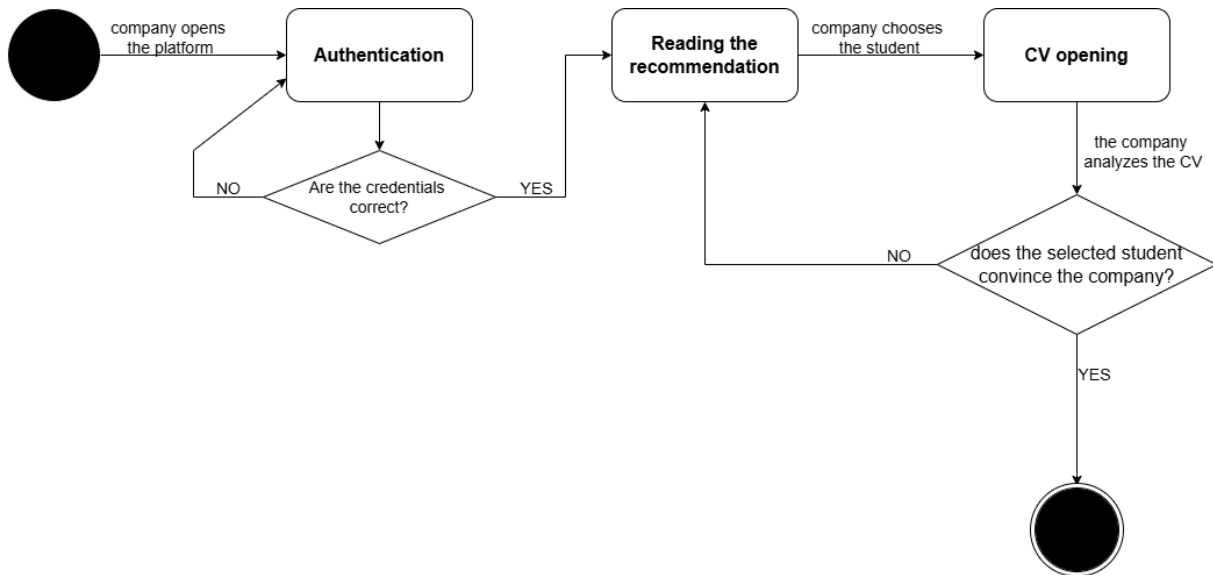 company opens
the platform
Authentication
Reading the
recommendation
company chooses
the student
CV opening
the company
analyzes the CV
Are the credentials
correct?
NO
YES
does the selected student
convince the company?
NO
YES